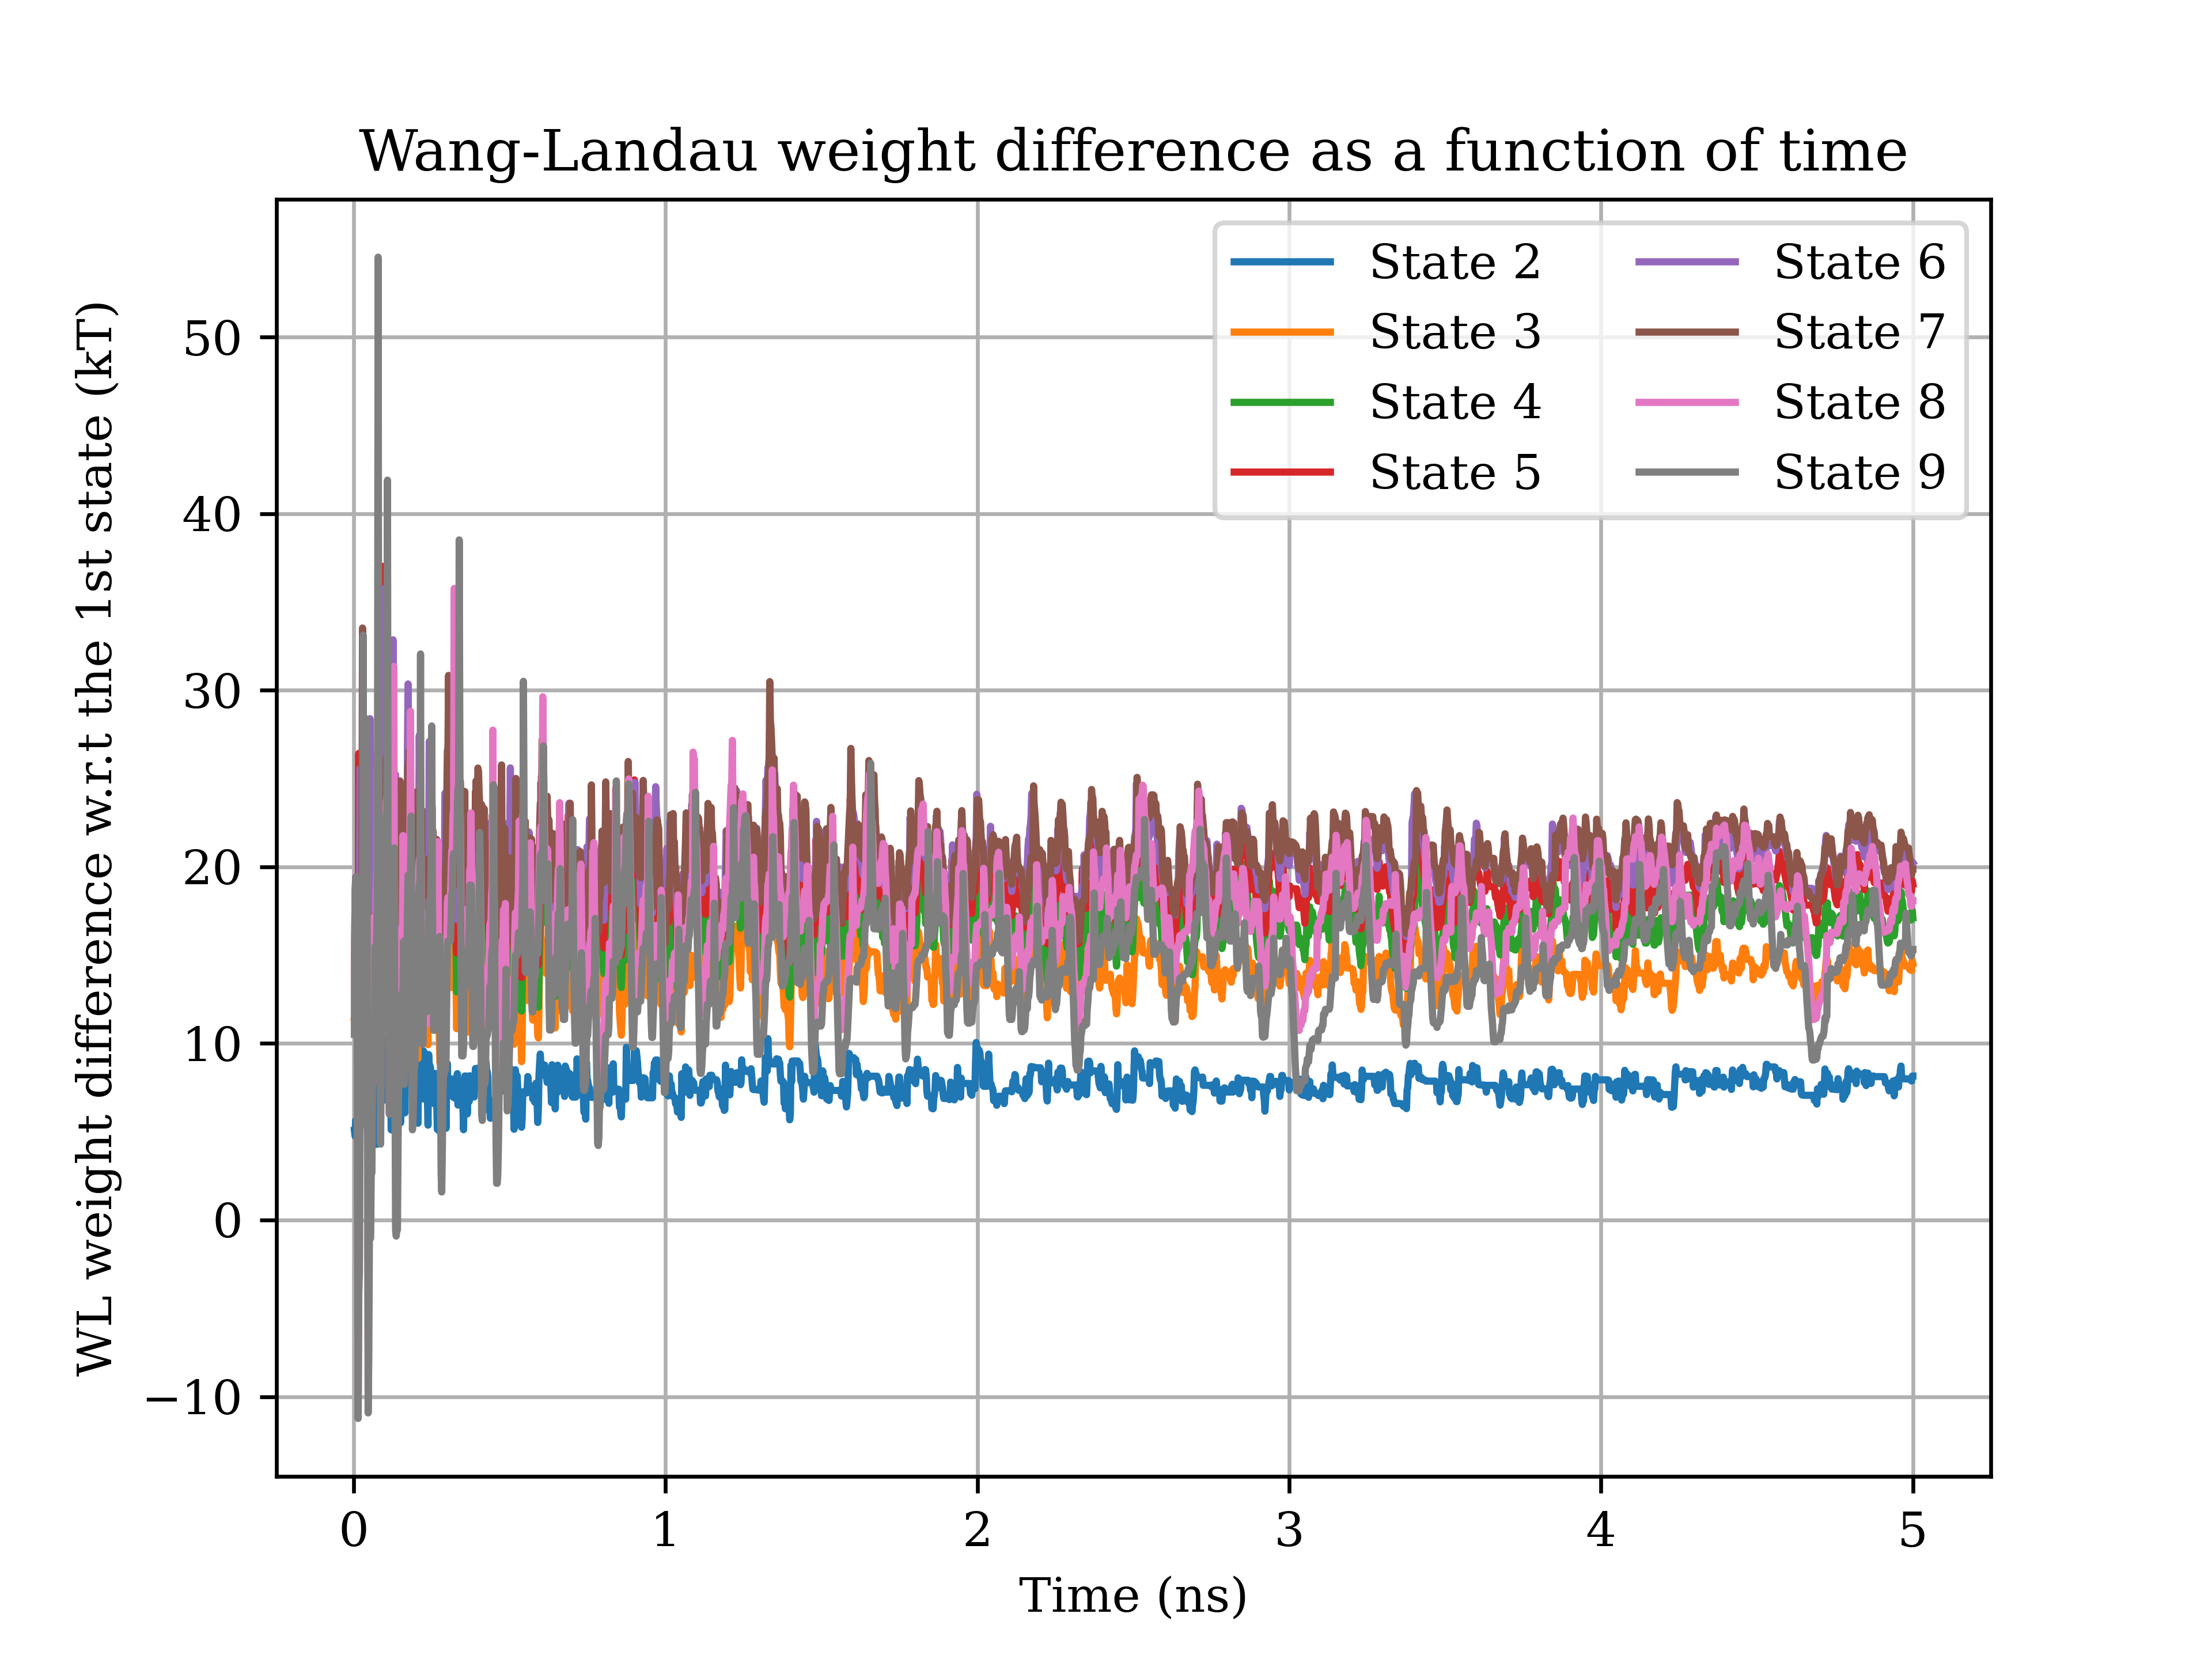 Wang-Landau weight difference as a function of time
WL weight difference w.r.t the 1st state (kT)
50
40
30
20
10
0
−10
State 2
State 3
State 4
State 5
State 6
State 7
State 8
State 9
0 1 2 3 4 5
Time (ns)